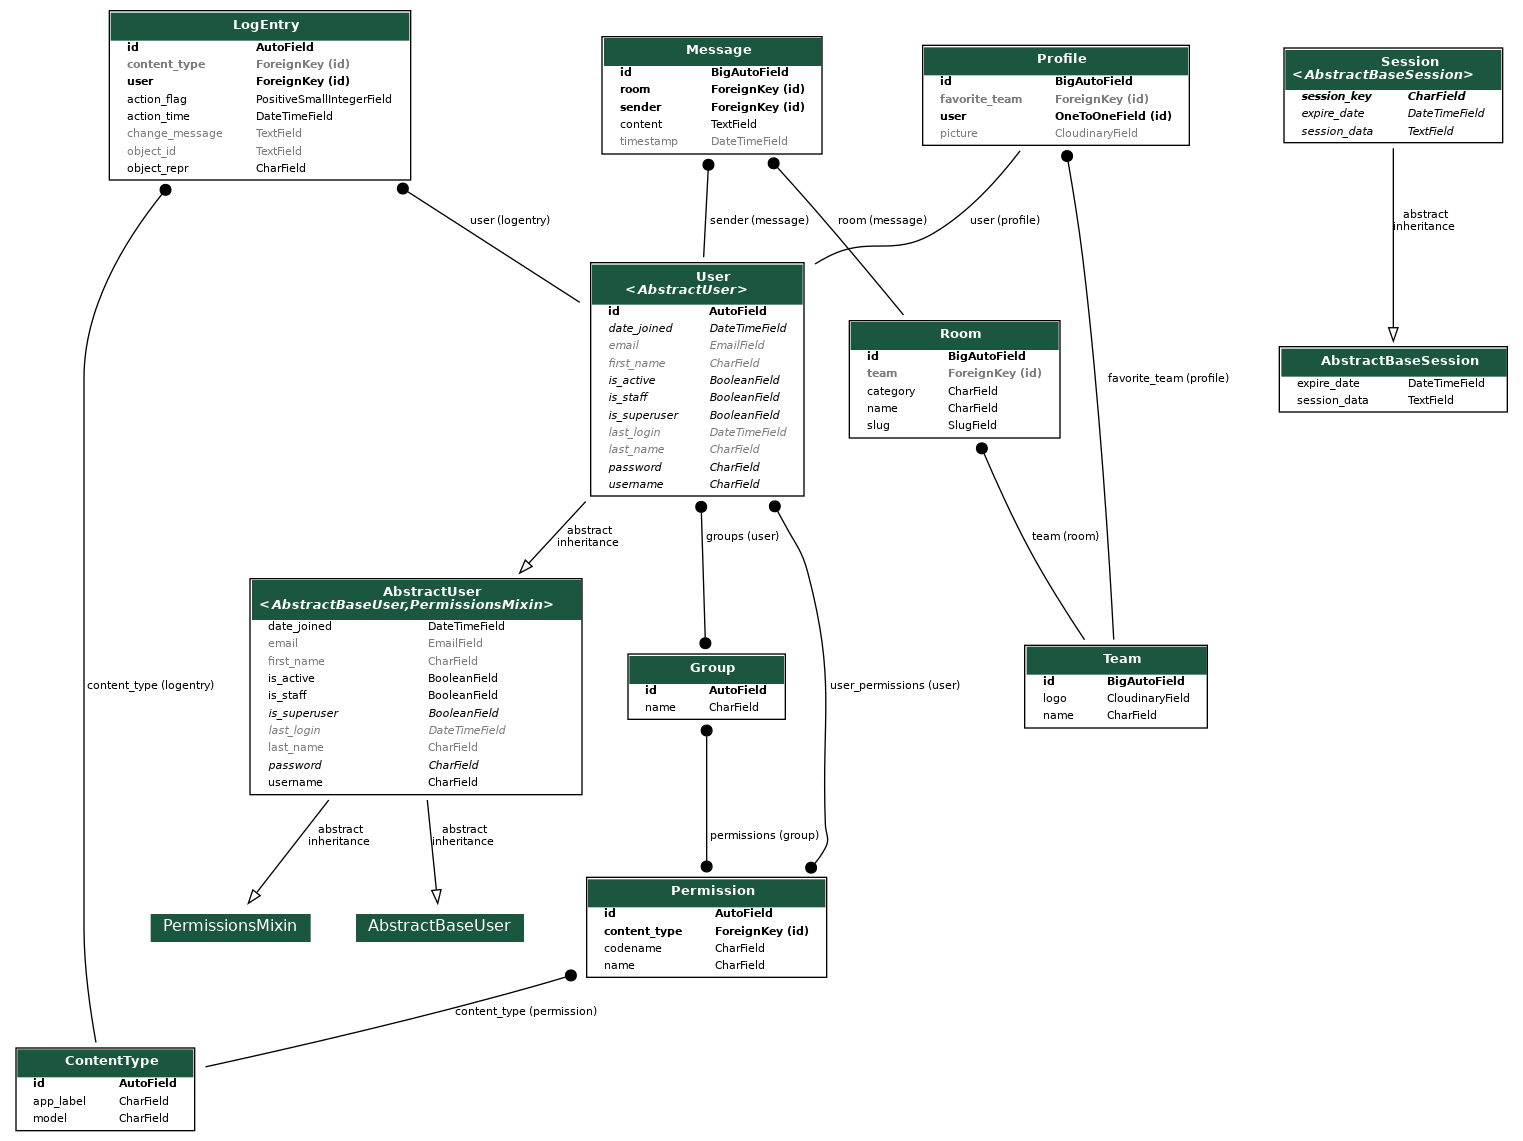 LogEntry
id AutoField
content_type ForeignKey (id)
user ForeignKey (id)
action_flag PositiveSmallIntegerField
action_time DateTimeField
change_message TextField
object_id TextField
object_repr CharField
Message
id BigAutoField
room ForeignKey (id)
sender ForeignKey (id)
content TextField
timestamp DateTimeField
Profile
id BigAutoField
favorite_team ForeignKey (id)
user OneToOneField (id)
picture CloudinaryField
Session
<AbstractBaseSession>
session_key CharField
expire_date DateTimeField
session_data TextField
user (logentry)
sender (message)
room (message)
user (profile)
abstract
inheritance
User
<AbstractUser>
id AutoField
date_joined DateTimeField
email EmailField
first_name CharField
is_active BooleanField
is_staff BooleanField
is_superuser BooleanField
last_login DateTimeField
last_name CharField
password CharField
username CharField
Room
id BigAutoField
team ForeignKey (id)
category CharField
name CharField
slug SlugField
favorite_team (profile)
AbstractBaseSession
expire_date DateTimeField
session_data TextField
abstract
inheritance
groups (user)
team (room)
AbstractUser
<AbstractBaseUser,PermissionsMixin>
date_joined DateTimeField
email EmailField
first_name CharField
is_active BooleanField
is_staff BooleanField
is_superuser BooleanField
last_login DateTimeField
last_name CharField
password CharField
username CharField
content_type (logentry)
Group
id AutoField
name CharField
user_permissions (user)
Team
id BigAutoField
logo CloudinaryField
name CharField
abstract
inheritance
abstract
inheritance
permissions (group)
PermissionsMixin
AbstractBaseUser
Permission
id AutoField
content_type ForeignKey (id)
codename CharField
name CharField
content_type (permission)
ContentType
id AutoField
app_label CharField
model CharField